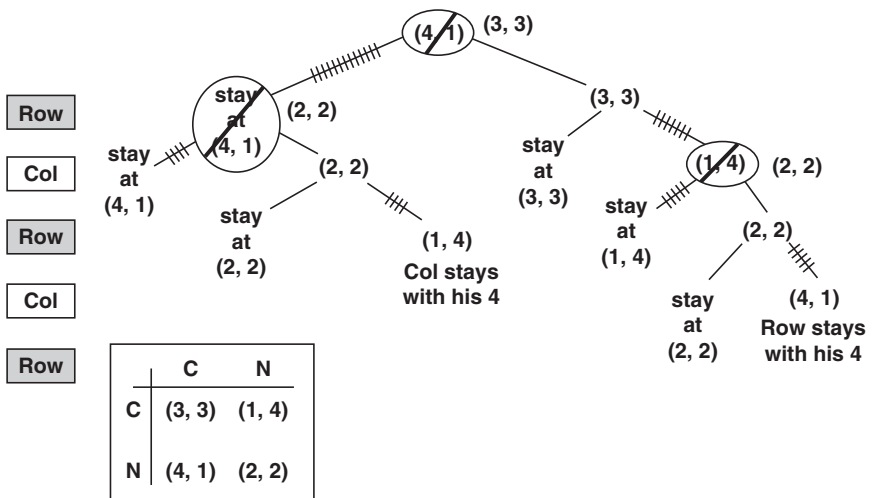 (4, 1) (3, 3)
Row
stay
at
(4, 1)
(2, 2)
(3, 3)
stay
at
(4, 1)
Col
(2, 2)
stay
at
(3, 3)
(1, 4)
(2, 2)
Row
stay
at
(2, 2)
(1, 4)
Col stays
with his 4
stay
at
(1, 4)
(2, 2)
Col
stay
at
(2, 2)
(4, 1)
Row stays
with his 4
Row
C N
C (3, 3) (1, 4)
N (4, 1) (2, 2)